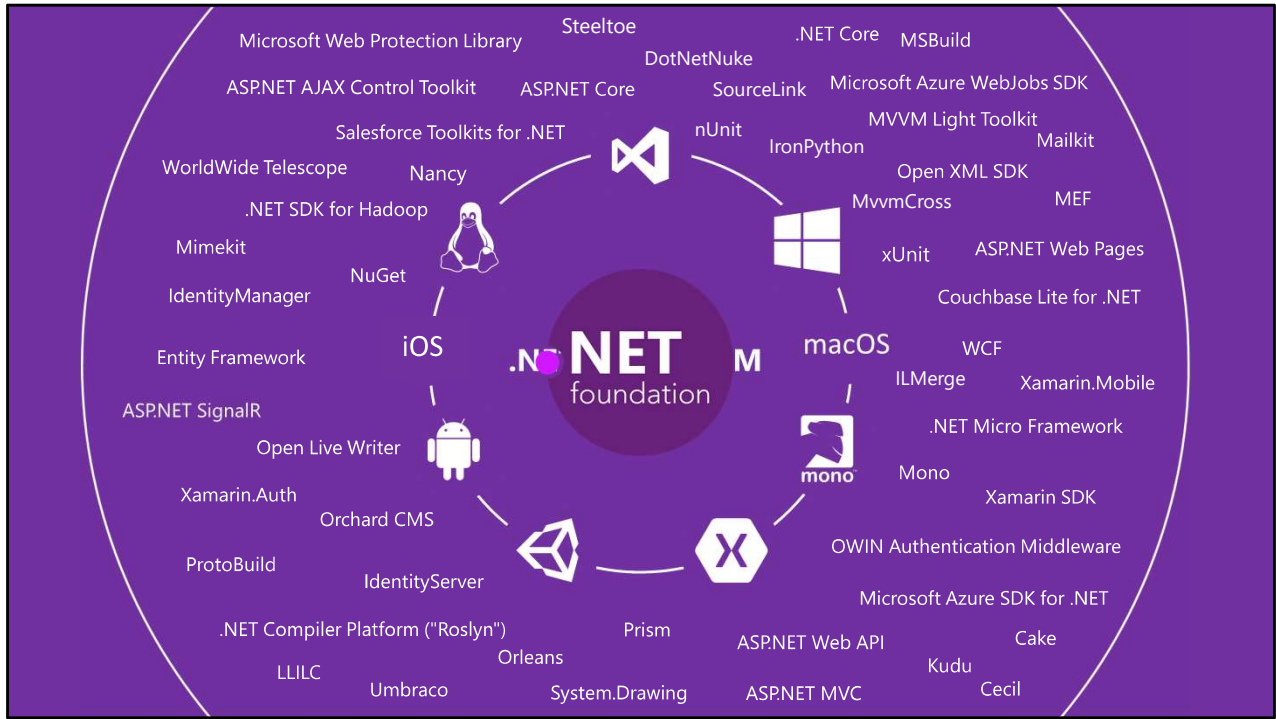 Steeltoe
.NET Core
MSBuild
Microsoft Web Protection Library
DotNetNuke
ASP.NET AJAX Control Toolkit
ASP.NET Core
SourceLink
Microsoft Azure WebJobs SDK
Salesforce Toolkits for .NET
nUnit
MVVM Light Toolkit
IronPython
Mailkit
WorldWide Telescope
Nancy
Open XML SDK
.NET SDK for Hadoop
MvvmCross
MEF
Mimekit
xUnit
ASP.NET Web Pages
NuGet
IdentityManager
Couchbase Lite for .NET
iOS
.NET
foundation
M
macOS
WCF
Entity Framework
ILMerge
Xamarin.Mobile
ASP.NET SignalR
.NET Micro Framework
Open Live Writer
mono
Mono
Xamarin.Auth
Xamarin SDK
Orchard CMS
OWIN Authentication Middleware
ProtoBuild
IdentityServer
Microsoft Azure SDK for .NET
.NET Compiler Platform ("Roslyn")
Prism
ASP.NET Web API
Cake
Orleans
Kudu
LLILC
Umbraco
System.Drawing
ASP.NET MVC
Cecil